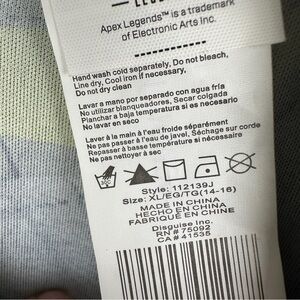 Apex Legends™ is a trademark
of Electronic Arts Inc.
Hand wash cold separately, Do not bleach,
Line dry, Cool iron if necessary,
Do not dry clean
Lavar a mano por separado con agua fría
No utilizar blanqueadores, Secar colgada
Planchar a baja temperatura si es necesario
No lavar en seco
Laver à la main à l'eau froide séparément
Ne pas passer à l'eau de javel, Séchage sur corde
Repasser à basse température si nécessaire
Ne pas nettoyer à sec
Style: 112139J
Size: XL/EG/TG(14-16)
MADE IN CHINA
HECHO EN CHINA
FABRIQUÉ EN CHINE
Disguise Inc.
RN # 75092
CA # 41535